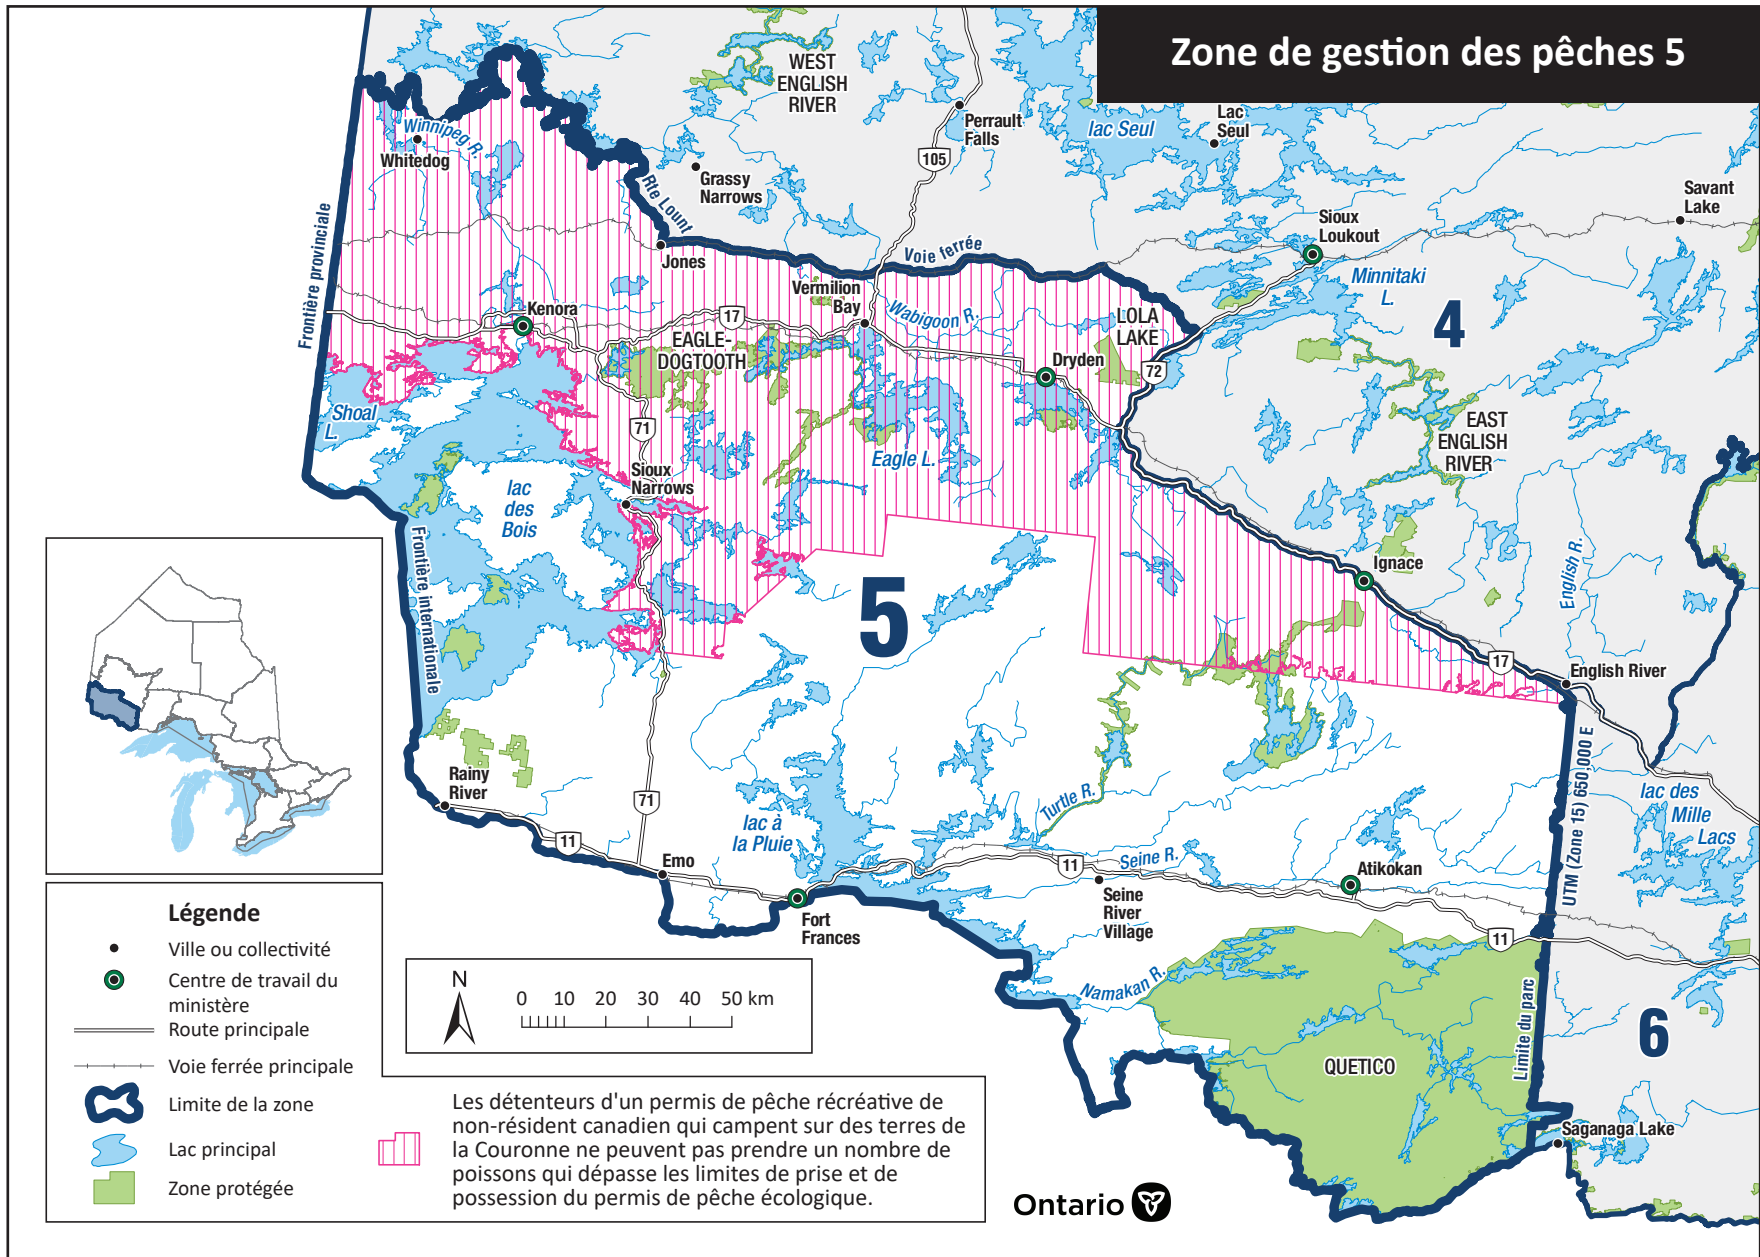 Zone de gestion des pêches 5
WEST
ENGLISH
RIVER
Perrault
Falls
lac Seul
Lac
Seul
105
Winnipeg R.
Whitedog
Grassy
Narrows
Rte Lount
Savant
Lake
Sioux
Loukout
Frontière provinciale
Jones
Voie ferrée
Minnitaki
L.
Vermilion
Bay
Kenora
17
Wabigoon R.
LOLA
LAKE
4
EAGLE-
DOGTOOTH
Dryden
72
Shoal
L.
71
Eagle L.
EAST
ENGLISH
RIVER
Sioux
Narrows
lac
des
Bois
Frontière internationale
5
Ignace
English R.
17
English River
UTM (Zone 15) 650,000 E
Rainy
River
71
lac à
la Pluie
Turtle R.
lac des
Mille
Lacs
11
Emo
11
Seine R.
Atikokan
Fort
Frances
Seine
River
Village
11
Namakan R.
Limite du parc
6
QUETICO
Saganaga Lake
N
0 10 20 30 40 50 km
Légende
Ville ou collectivité
Centre de travail du
ministère
Route principale
Voie ferrée principale
Limite de la zone
Lac principal
Zone protégée
Les détenteurs d'un permis de pêche récréative de
non-résident canadien qui campent sur des terres de
la Couronne ne peuvent pas prendre un nombre de
poissons qui dépasse les limites de prise et de
possession du permis de pêche écologique.
Ontario